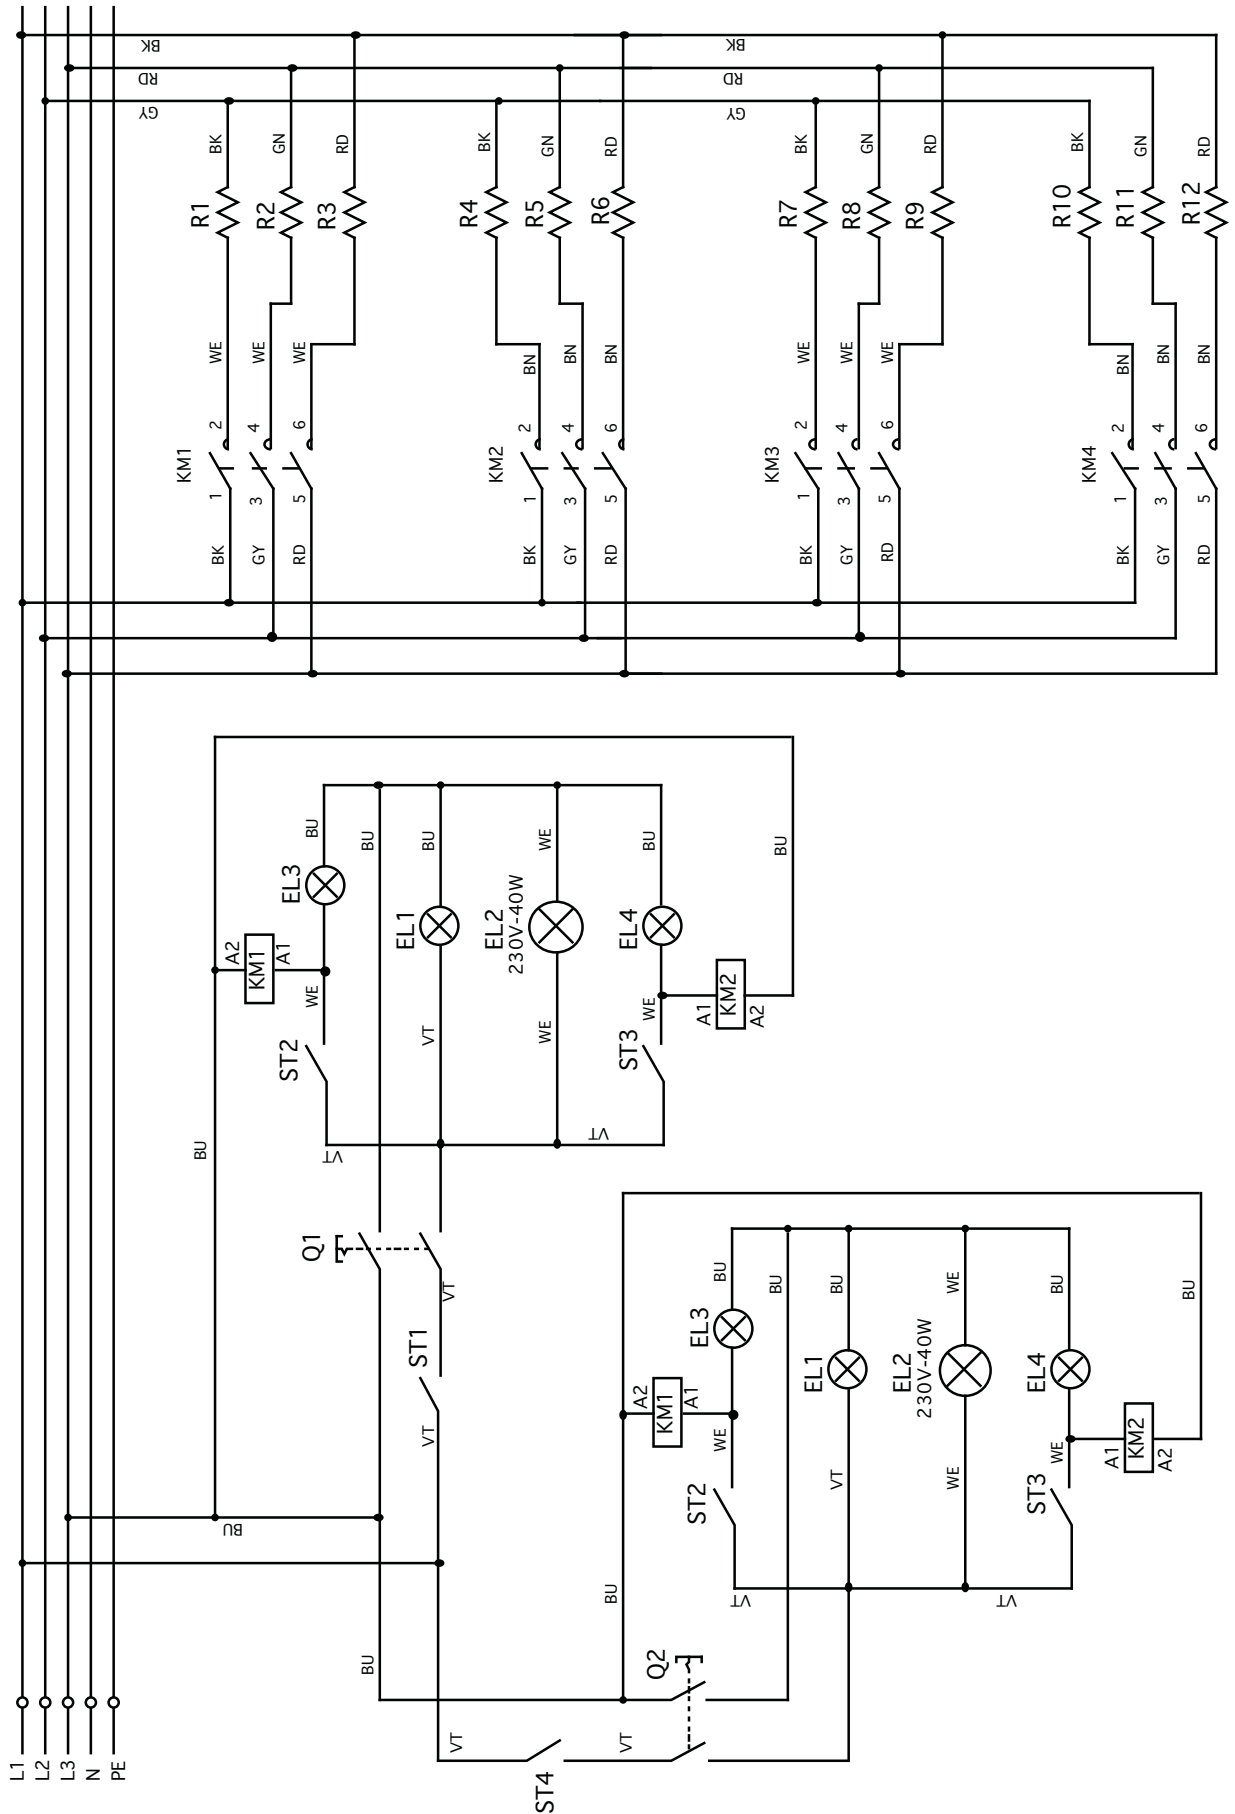 L1
L2
L3
N
PE
BU
BU
VT
VT
ST4
VT
Q2
BU
VT
ST1
VT
Q1
BU
VT
VT
ST2
WE
A2
KM1
A1
EL3
BU
BU
VT
EL1
BU
WE
EL2
230V-40W
WE
ST3
WE
EL4
BU
A1
KM2
A2
BU
VT
VT
ST2
WE
A2
KM1
A1
EL3
BU
BU
VT
EL1
BU
WE
EL2
230V-40W
WE
ST3
WE
EL4
BU
A1
KM2
A2
BU
BK
GY
RD
1
3
5
KM1
2
4
6
WE
WE
WE
R1
R2
R3
BK
GN
RD
BK
GY
RD
1
3
5
KM2
2
4
6
BN
BN
BN
R4
R5
R6
BK
GN
RD
BK
GY
RD
1
3
5
KM3
2
4
6
WE
WE
WE
R7
R8
R9
BK
GN
RD
BK
GY
RD
1
3
5
KM4
2
4
6
BN
BN
BN
R10
R11
R12
BK
GN
RD
BK
RD
GY
BK
RD
GY